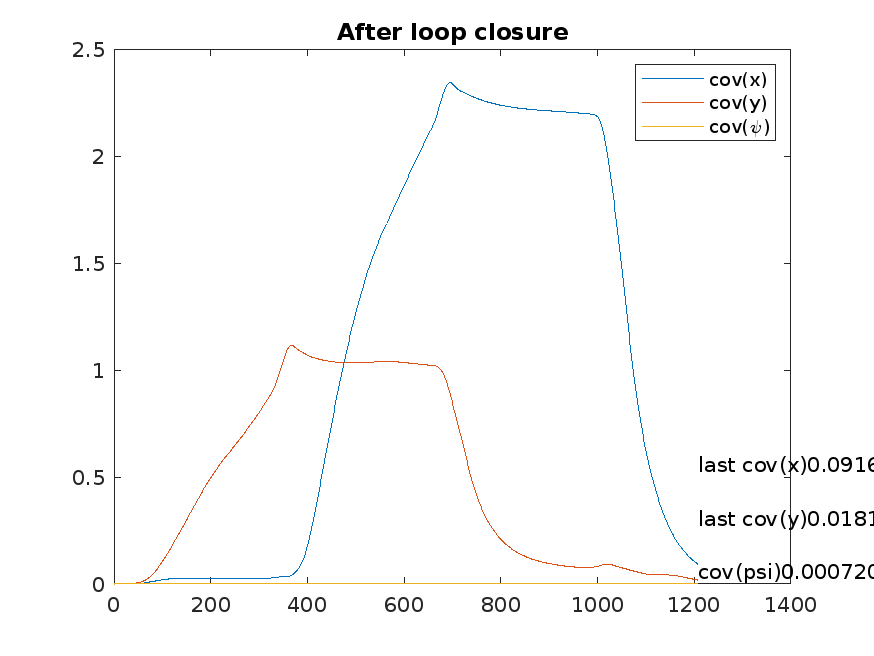 After loop closure
2.5
2
1.5
1
0.5
0
cov(x)
cov(y)
cov(ψ)
last cov(x)0.0916
last cov(y)0.0181
cov(psi)0.000720
0 200 400 600 800 1000 1200 1400